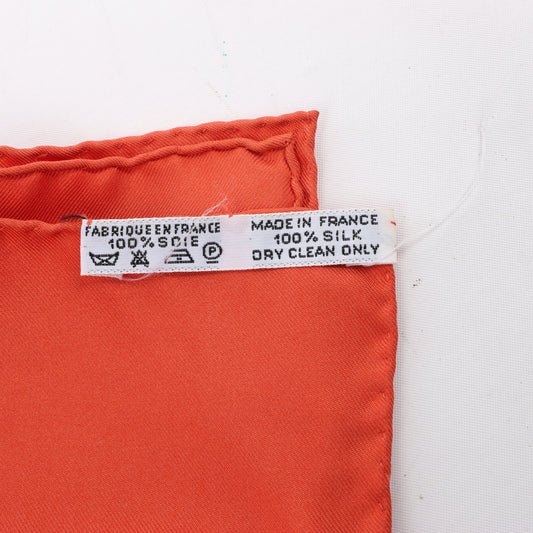 FABRIQUE EN FRANCE
100% SOIE
P
MADE IN FRANCE
100% SILK
DRY CLEAN ONLY